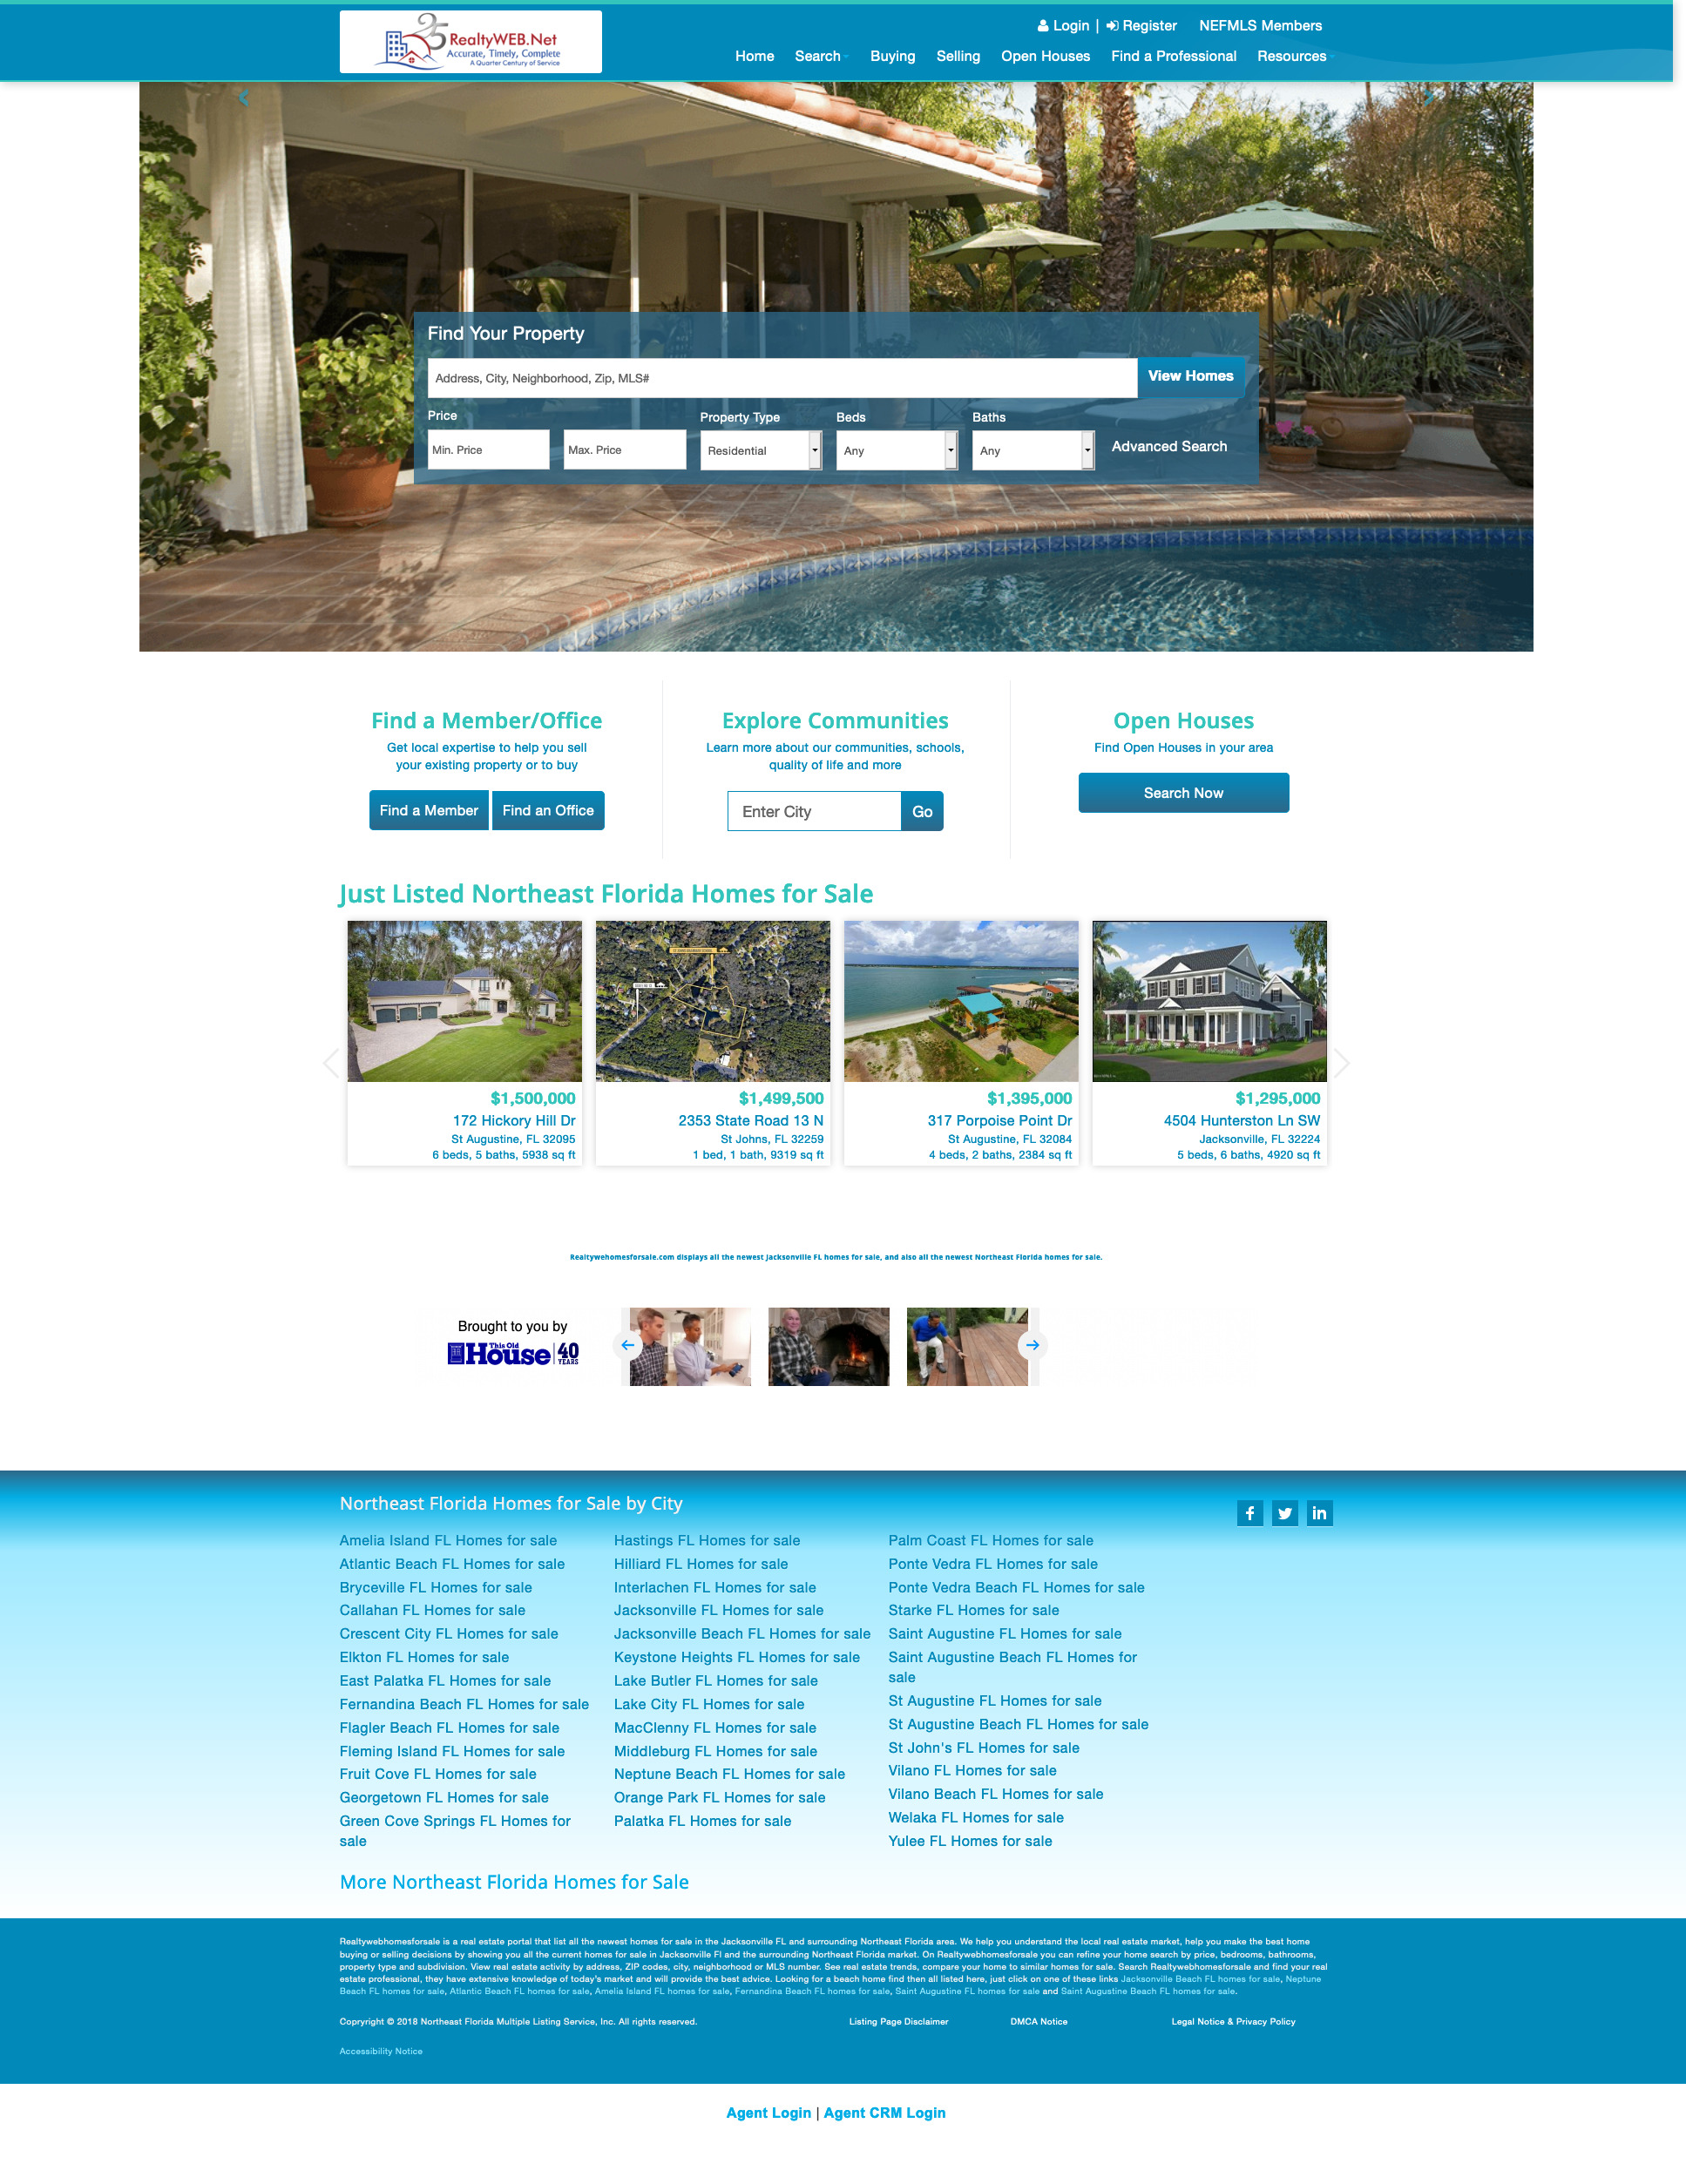 35
RealtyWEB.Net
Accurate, Timely, Complete
A Quarter Century of Service
Login | Register NEFMLS Members
Home Search Buying Selling Open Houses Find a Professional Resources
Find Your Property
Address, City, Neighborhood, Zip, MLS#
View Homes
Price Property Type Beds Baths
Min. Price Max. Price Residential Any Any Advanced Search
Find a Member/Office
Get local expertise to help you sell
your existing property or to buy
Find a Member Find an Office
Explore Communities
Learn more about our communities, schools,
quality of life and more
Enter City Go
Open Houses
Find Open Houses in your area
Search Now
Just Listed Northeast Florida Homes for Sale
$1,500,000
172 Hickory Hill Dr
St Augustine, FL 32095
6 beds, 5 baths, 5938 sq ft
$1,499,500
2353 State Road 13 N
St Johns, FL 32259
1 bed, 1 bath, 9319 sq ft
$1,395,000
317 Porpoise Point Dr
St Augustine, FL 32084
4 beds, 2 baths, 2384 sq ft
$1,295,000
4504 Hunterston Ln SW
Jacksonville, FL 32224
5 beds, 6 baths, 4920 sq ft
Realtywehomesforsale.com displays all the newest Jacksonville FL homes for sale, and also all the newest Northeast Florida homes for sale.
Brought to you by
This Old
House 40
YEARS
Northeast Florida Homes for Sale by City
Amelia Island FL Homes for sale
Atlantic Beach FL Homes for sale
Bryceville FL Homes for sale
Callahan FL Homes for sale
Crescent City FL Homes for sale
Elkton FL Homes for sale
East Palatka FL Homes for sale
Fernandina Beach FL Homes for sale
Flagler Beach FL Homes for sale
Fleming Island FL Homes for sale
Fruit Cove FL Homes for sale
Georgetown FL Homes for sale
Green Cove Springs FL Homes for
sale
Hastings FL Homes for sale
Hilliard FL Homes for sale
Interlachen FL Homes for sale
Jacksonville FL Homes for sale
Jacksonville Beach FL Homes for sale
Keystone Heights FL Homes for sale
Lake Butler FL Homes for sale
Lake City FL Homes for sale
MacClenny FL Homes for sale
Middleburg FL Homes for sale
Neptune Beach FL Homes for sale
Orange Park FL Homes for sale
Palatka FL Homes for sale
Palm Coast FL Homes for sale
Ponte Vedra FL Homes for sale
Ponte Vedra Beach FL Homes for sale
Starke FL Homes for sale
Saint Augustine FL Homes for sale
Saint Augustine Beach FL Homes for
sale
St Augustine FL Homes for sale
St Augustine Beach FL Homes for sale
St John's FL Homes for sale
Vilano FL Homes for sale
Vilano Beach FL Homes for sale
Welaka FL Homes for sale
Yulee FL Homes for sale
More Northeast Florida Homes for Sale
Realtywebhomesforsale is a real estate portal that list all the newest homes for sale in the Jacksonville FL and surrounding Northeast Florida area. We help you understand the local real estate market, help you make the best home
buying or selling decisions by showing you all the current homes for sale in Jacksonville Fl and the surrounding Northeast Florida market. On Realtywebhomesforsale you can refine your home search by price, bedrooms, bathrooms,
property type and subdivision. View real estate activity by address, ZIP codes, city, neighborhood or MLS number. See real estate trends, compare your home to similar homes for sale. Search Realtywebhomesforsale and find your real
estate professional, they have extensive knowledge of today's market and will provide the best advice. Looking for a beach home find then all listed here, just click on one of these links Jacksonville Beach FL homes for sale, Neptune
Beach FL homes for sale, Atlantic Beach FL homes for sale, Amelia Island FL homes for sale, Fernandina Beach FL homes for sale, Saint Augustine FL homes for sale and Saint Augustine Beach FL homes for sale.
Copryright © 2018 Northeast Florida Multiple Listing Service, Inc. All rights reserved. Listing Page Disclaimer DMCA Notice Legal Notice & Privacy Policy
Accessibility Notice
Agent Login | Agent CRM Login